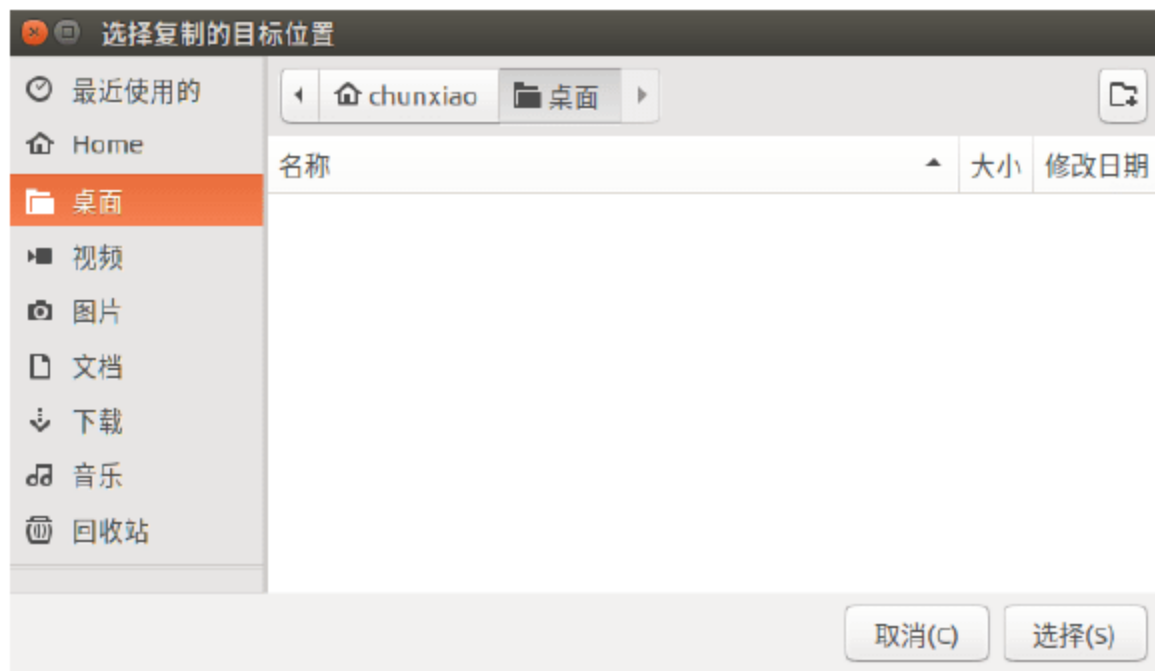 选择复制的目标位置
最近使用的
Home
桌面
视频
图片
文档
下载
音乐
回收站
chunxiao 桌面
名称 大小 修改日期
取消(C) 选择(S)